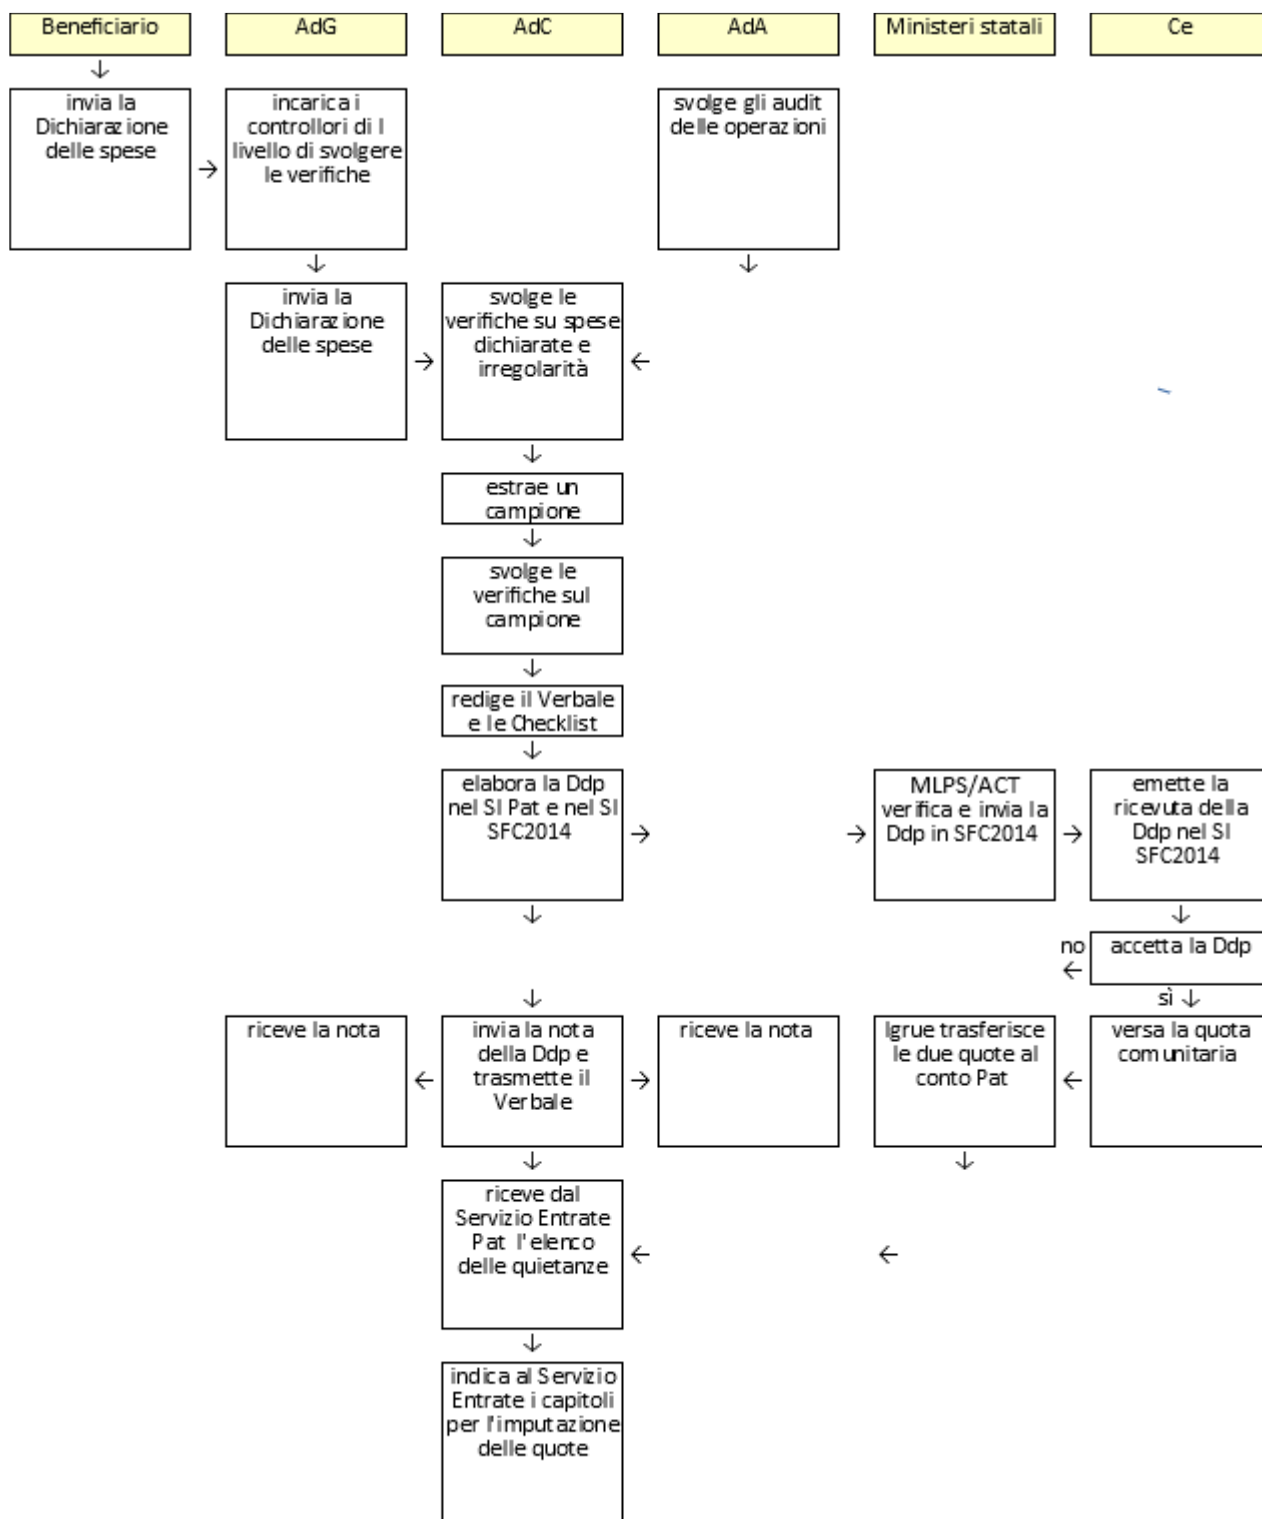 Beneficiario
AdG
AdC
AdA
Ministeri statali
Ce
invia la
Dichiarazione
delle spese
incarica i
controllori di I
livello di svolgere
le verifiche
svolge gli audit
delle operazioni
invia la
Dichiarazione
delle spese
svolge le
verifiche su spese
dichiarate e
irregolarità
estrae un
campione
svolge le
verifiche sul
campione
redige il Verbale
e le Checklist
elabora la Ddp
nel SI Pat e nel SI
SFC2014
MLPS/ACT
verifica e invia la
Ddp in SFC2014
emette la
ricevuta della
Ddp nel SI
SFC2014
no
accetta la Ddp
sì
riceve la nota
invia la nota
della Ddp e
trasmette il
Verbale
riceve la nota
Igrue trasferisce
le due quote al
conto Pat
versa la quota
comunitaria
riceve dal
Servizio Entrate
Pat l'elenco
delle quietanze
indica al Servizio
Entrate i capitoli
per l'imputazione
delle quote